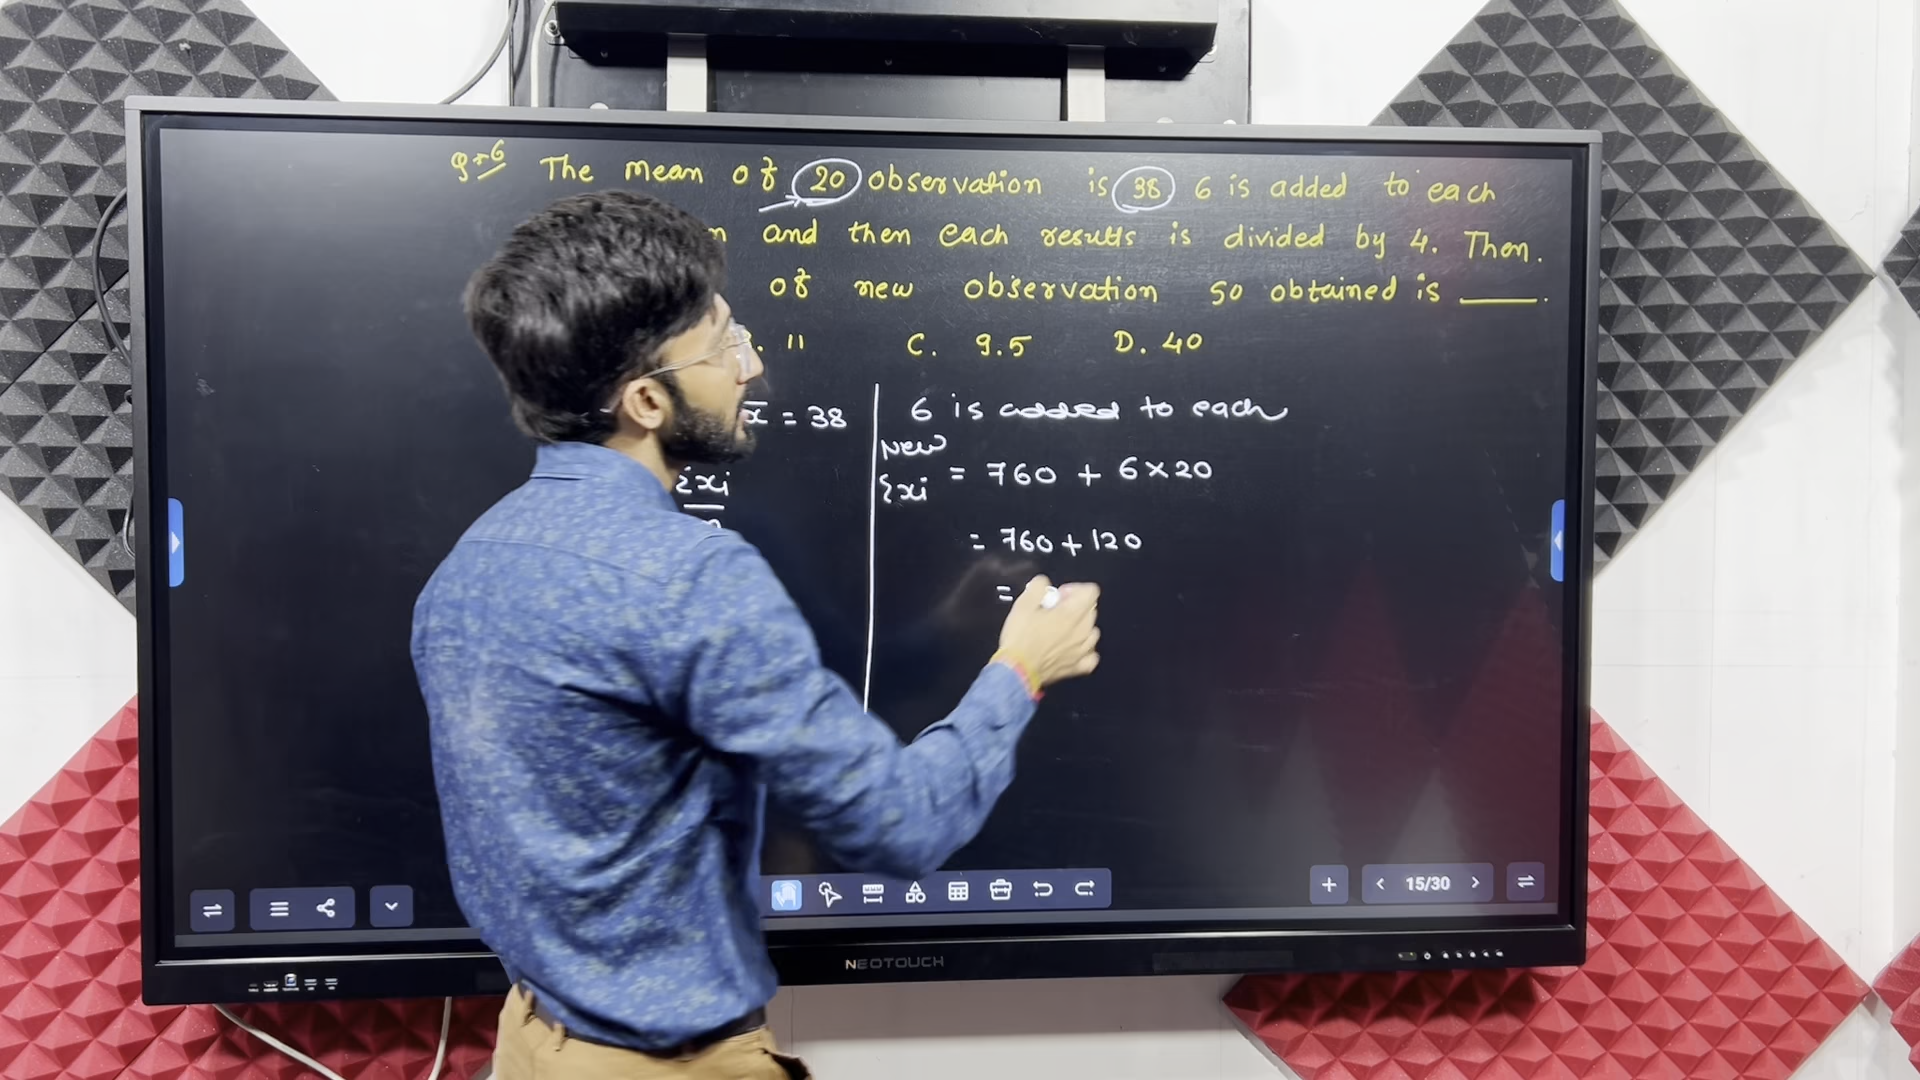 Q-6 The mean of 20 observation is 38 6 is added to each
and then each results is divided by 4. Then.
of new observation so obtained is ____.
. 11 C. 9.5 D. 40
x̄ = 38
Σxi
6 is added to each
New
Σxi = 760 + 6×20
= 760 + 120
=
15/30
NEOTOUCH